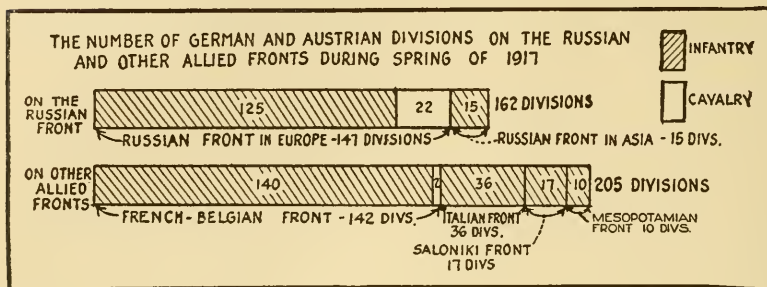 THE NUMBER OF GERMAN AND AUSTRIAN DIVISIONS ON THE RUSSIAN
AND OTHER ALLIED FRONTS DURING SPRING OF 1917
INFANTRY
CAVALRY
ON THE
RUSSIAN
FRONT
125 22 15 162 DIVISIONS
RUSSIAN FRONT IN EUROPE - 147 DIVISIONS RUSSIAN FRONT IN ASIA - 15 DIVS.
ON OTHER
ALLIED
FRONTS
140 2 36 17 10 205 DIVISIONS
FRENCH-BELGIAN FRONT - 142 DIVS.
ITALIAN FRONT
36 DIVS.
SALONIKI FRONT
17 DIVS
MESOPOTAMIAN
FRONT 10 DIVS.